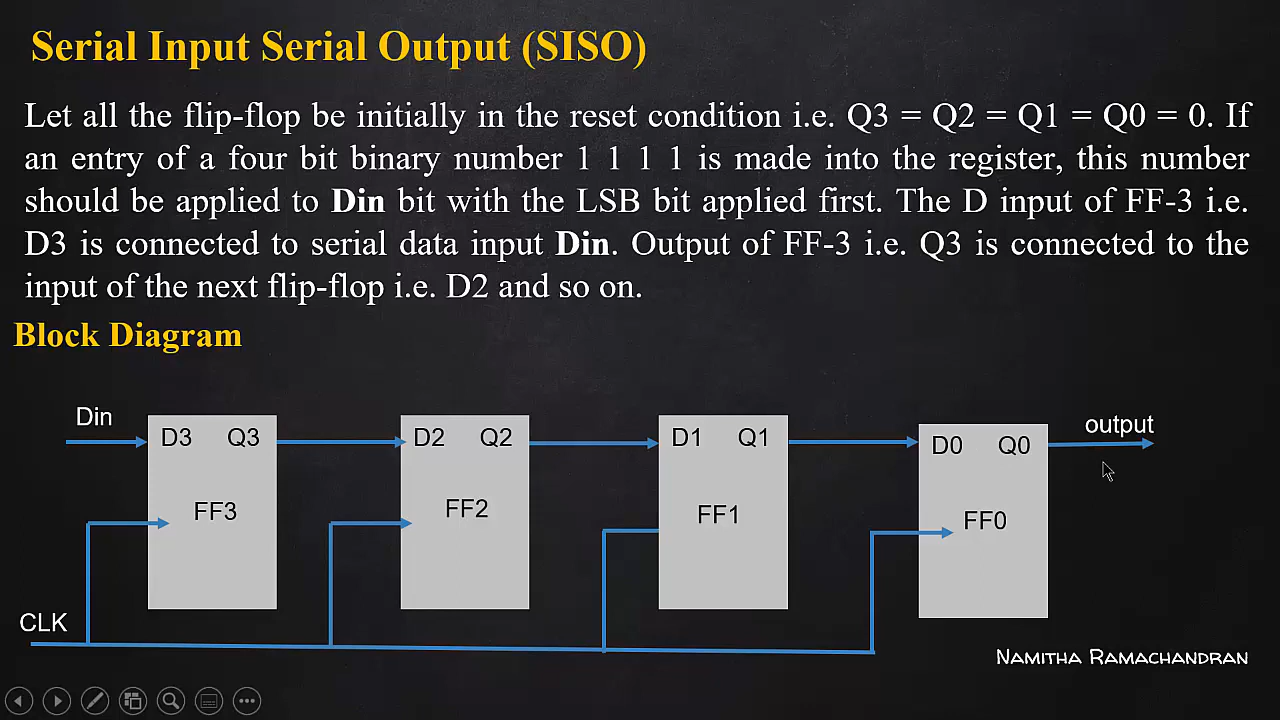 Serial Input Serial Output (SISO)
Let all the flip-flop be initially in the reset condition i.e. Q3 = Q2 = Q1 = Q0 = 0. If
an entry of a four bit binary number 1 1 1 1 is made into the register, this number
should be applied to Din bit with the LSB bit applied first. The D input of FF-3 i.e.
D3 is connected to serial data input Din. Output of FF-3 i.e. Q3 is connected to the
input of the next flip-flop i.e. D2 and so on.
Block Diagram
Din
output
D3 Q3
D2 Q2
D1 Q1
D0 Q0
FF3
FF2
FF1
FF0
CLK
Namitha Ramachandran